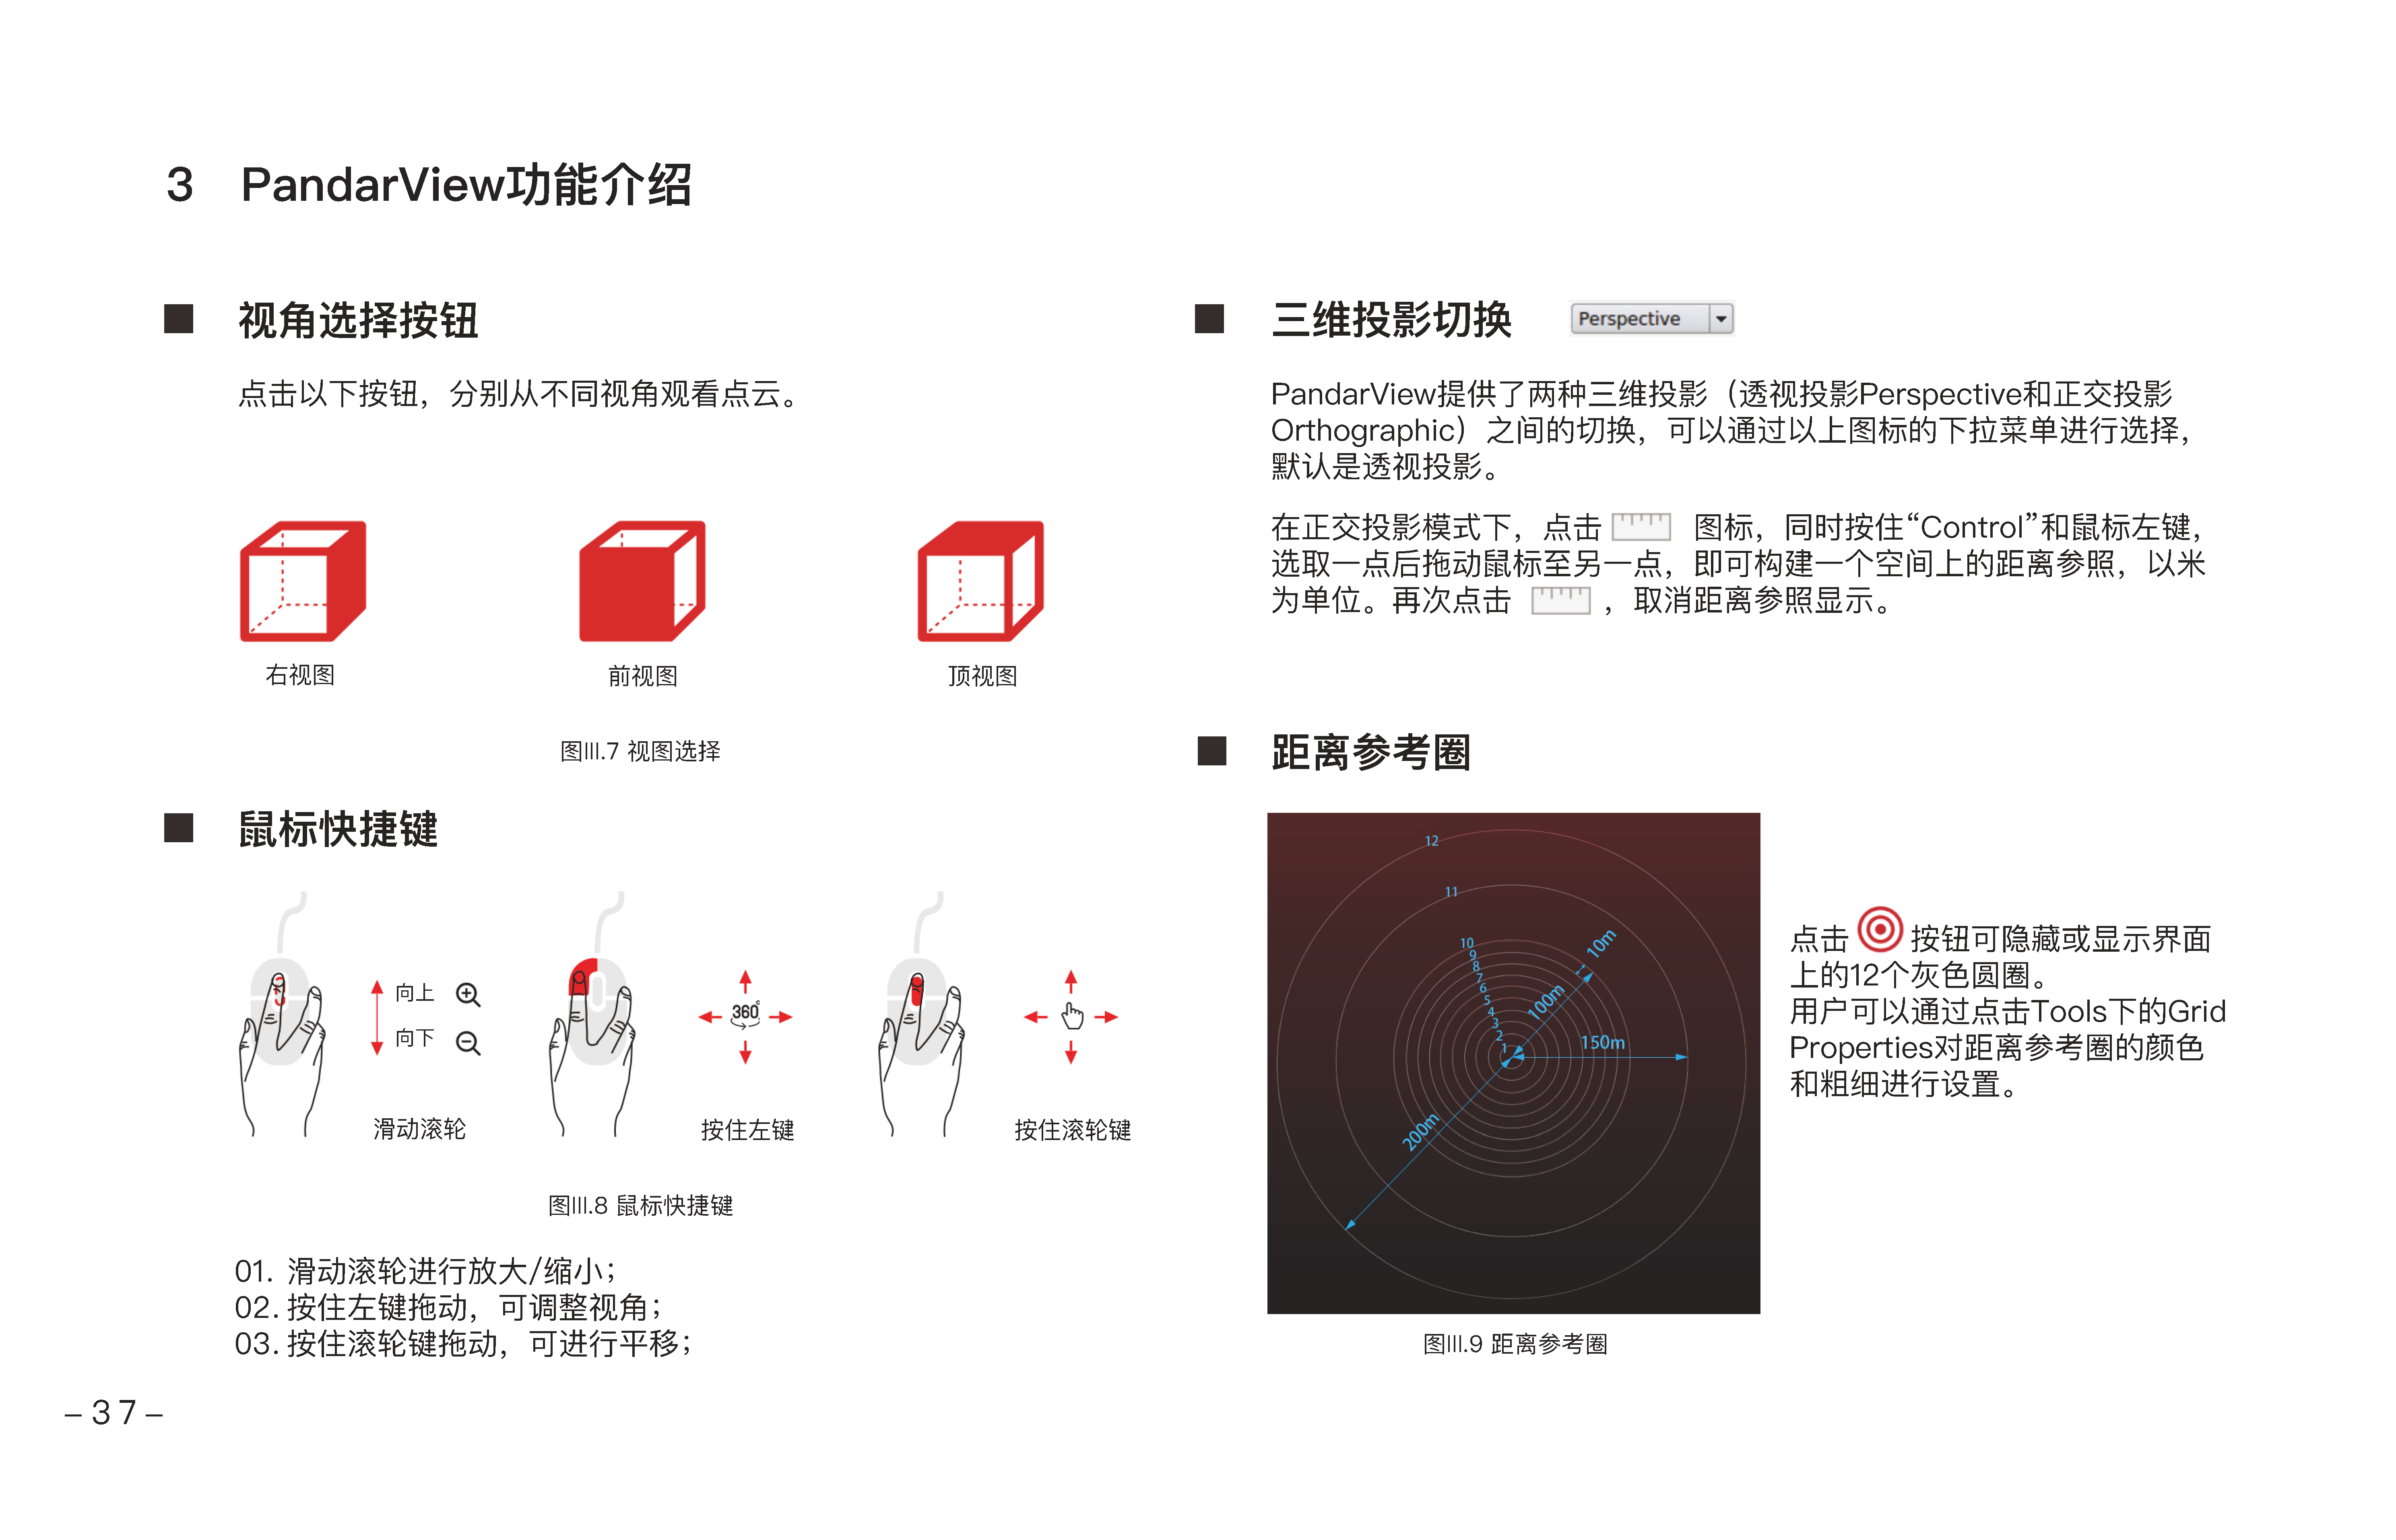 3 PandarView功能介绍
视角选择按钮
点击以下按钮，分别从不同视角观看点云。
右视图
前视图
顶视图
图III.7 视图选择
鼠标快捷键
向上
向下
滑动滚轮
360°
按住左键
按住滚轮键
图III.8 鼠标快捷键
01. 滑动滚轮进行放大/缩小；
02. 按住左键拖动，可调整视角；
03. 按住滚轮键拖动，可进行平移；
三维投影切换 Perspective
PandarView提供了两种三维投影（透视投影Perspective和正交投影
Orthographic）之间的切换，可以通过以上图标的下拉菜单进行选择，
默认是透视投影。
在正交投影模式下，点击 图标，同时按住“Control”和鼠标左键，
选取一点后拖动鼠标至另一点，即可构建一个空间上的距离参照，以米
为单位。再次点击 ，取消距离参照显示。
距离参考圈
12
11
10
9
8
7
6
5
4
3
2
1
10m
100m
150m
200m
图III.9 距离参考圈
点击 按钮可隐藏或显示界面
上的12个灰色圆圈。
用户可以通过点击Tools下的Grid
Properties对距离参考圈的颜色
和粗细进行设置。
– 37 –